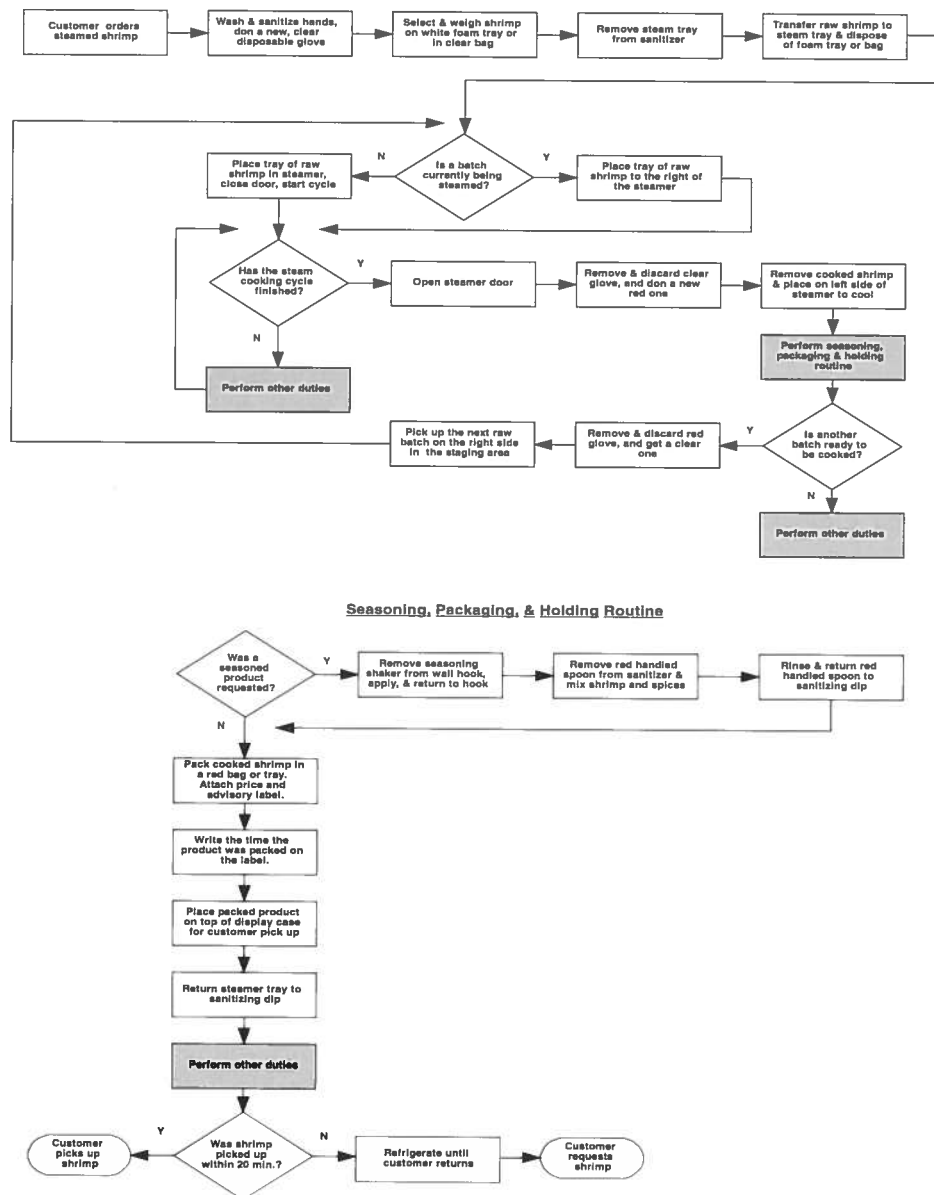 Customer orders
steamed shrimp
Wash & sanitize hands,
don a new, clear
disposable glove
Select & weigh shrimp
on white foam tray or
in clear bag
Remove steam tray
from sanitizer
Transfer raw shrimp to
steam tray & dispose
of foam tray or bag
Is a batch
currently being
steamed?
N
Y
Place tray of raw
shrimp in steamer,
close door, start cycle
Place tray of raw
shrimp to the right of
the steamer
Has the steam
cooking cycle
finished?
Y
N
Open steamer door
Remove & discard clear
glove, and don a new
red one
Remove cooked shrimp
& place on left side of
steamer to cool
Perform other duties
Perform seasoning,
packaging & holding
routine
Is another
batch ready to
be cooked?
Y
N
Remove & discard red
glove, and get a clear
one
Pick up the next raw
batch on the right side
in the staging area
Perform other duties
Seasoning, Packaging, & Holding Routine
Was a
seasoned
product
requested?
Y
N
Remove seasoning
shaker from wall hook,
apply, & return to hook
Remove red handled
spoon from sanitizer &
mix shrimp and spices
Rinse & return red
handled spoon to
sanitizing dip
Pack cooked shrimp in
a red bag or tray.
Attach price and
advisory label.
Write the time the
product was packed on
the label.
Place packed product
on top of display case
for customer pick up
Return steamer tray to
sanitizing dip
Perform other duties
Was shrimp
picked up
within 20 min.?
Y
N
Customer
picks up
shrimp
Refrigerate until
customer returns
Customer
requests
shrimp